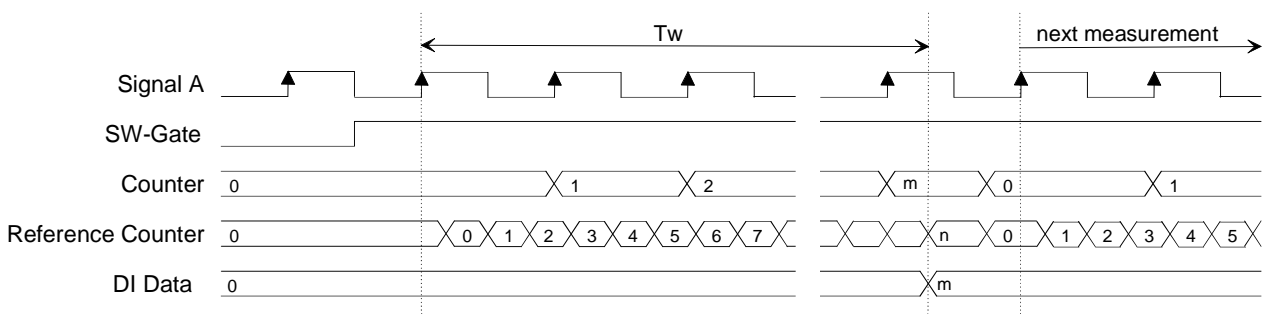 Tw
next measurement
Signal A
SW-Gate
Counter 0 1 2 m 0 1
Reference Counter 0 0 1 2 3 4 5 6 7 n 0 1 2 3 4 5
DI Data 0 m